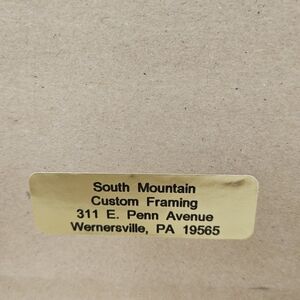 South Mountain
Custom Framing
311 E. Penn Avenue
Wernersville, PA 19565